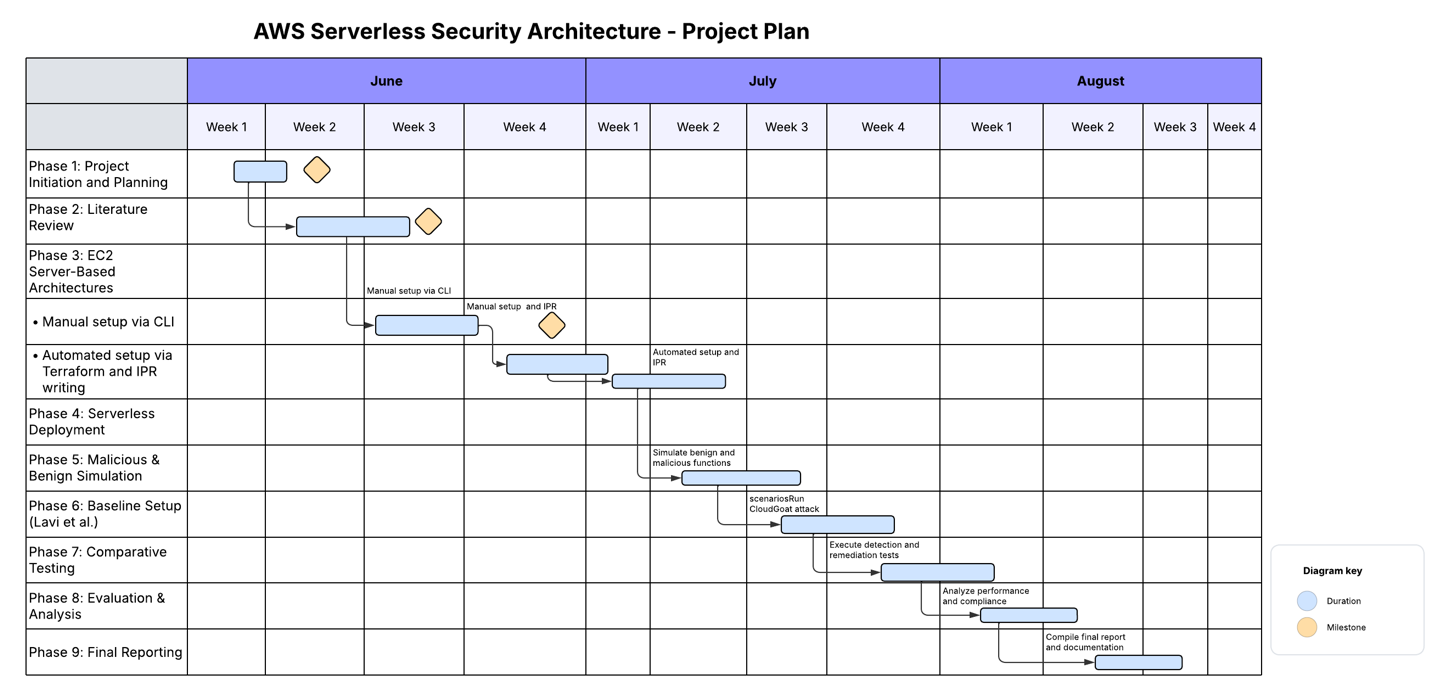 AWS Serverless Security Architecture - Project Plan
June
July
August
Week 1
Week 2
Week 3
Week 4
Week 1
Week 2
Week 3
Week 4
Week 1
Week 2
Week 3
Week 4
Phase 1: Project
Initiation and Planning
Phase 2: Literature
Review
Phase 3: EC2
Server-Based
Architectures
Manual setup via CLI
Manual setup and IPR
• Manual setup via CLI
• Automated setup via
Terraform and IPR
writing
Automated setup and
IPR
Phase 4: Serverless
Deployment
Phase 5: Malicious &
Benign Simulation
Simulate benign and
malicious functions
Phase 6: Baseline Setup
(Lavi et al.)
scenariosRun
CloudGoat attack
Phase 7: Comparative
Testing
Execute detection and
remediation tests
Phase 8: Evaluation &
Analysis
Analyze performance
and compliance
Phase 9: Final Reporting
Compile final report
and documentation
Diagram key
Duration
Milestone